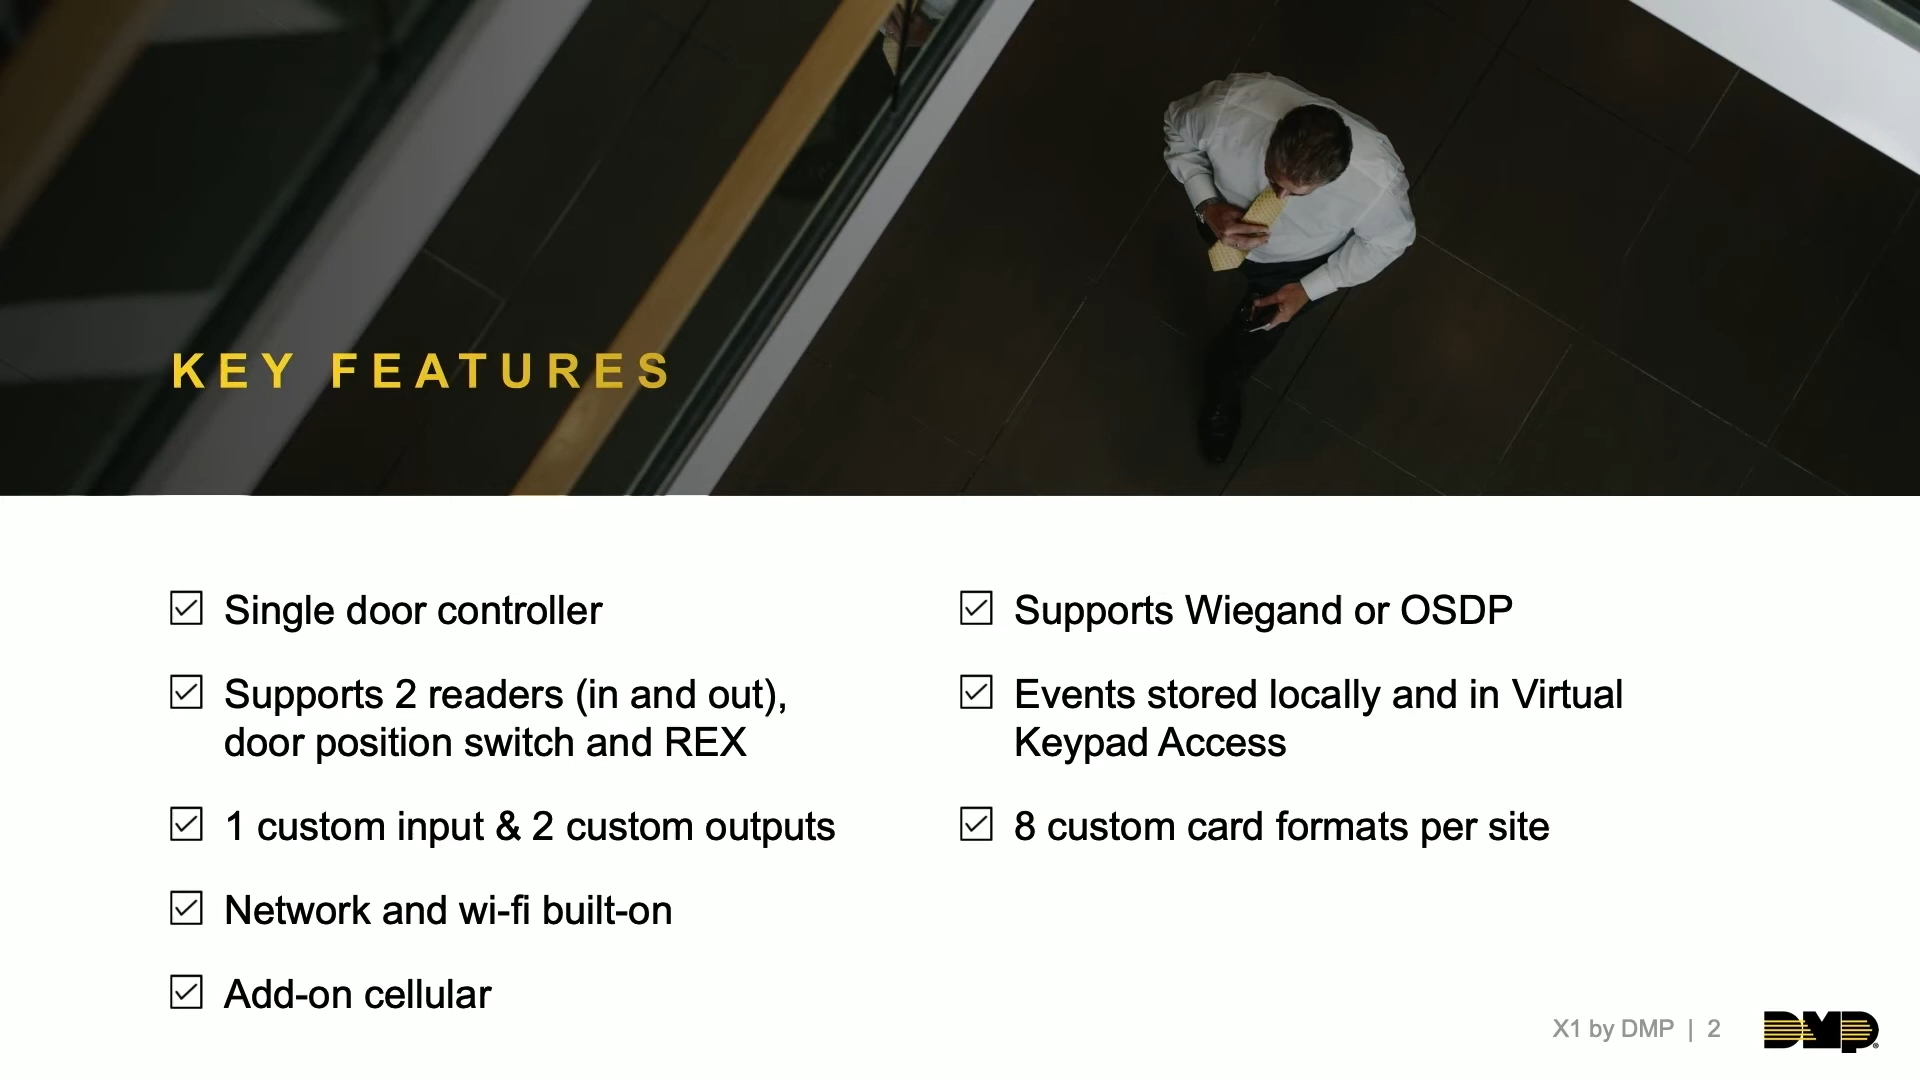 KEY FEATURES
Single door controller
Supports 2 readers (in and out),
door position switch and REX
1 custom input & 2 custom outputs
Network and wi-fi built-on
Add-on cellular
Supports Wiegand or OSDP
Events stored locally and in Virtual
Keypad Access
8 custom card formats per site
X1 by DMP | 2
DMP®